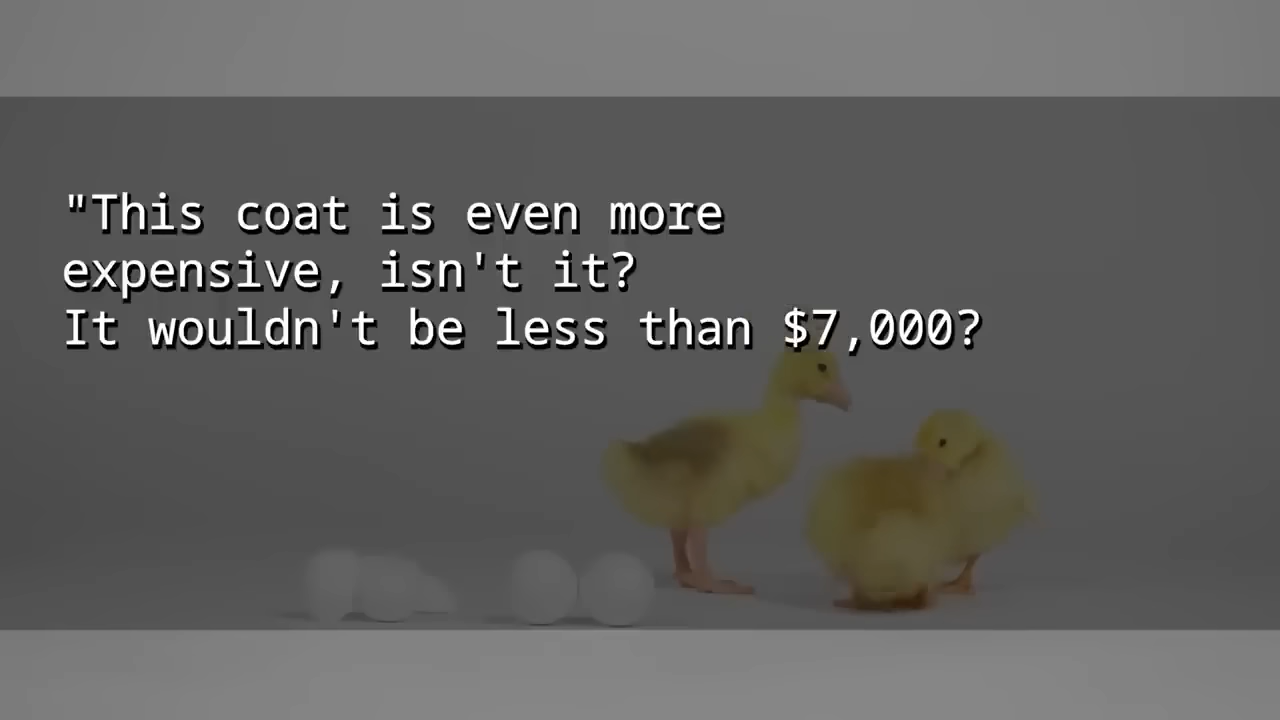 "This coat is even more
expensive, isn't it?
It wouldn't be less than $7,000?